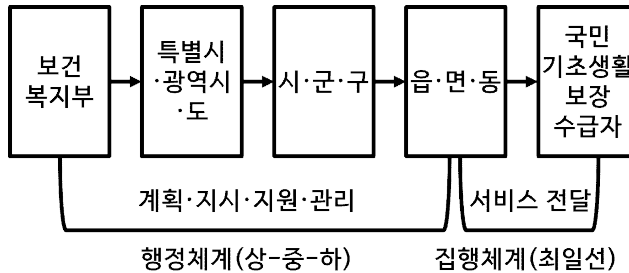 보건
복지부
특별시
·광역시
·도
시·군·구
읍·면·동
국민
기초생활
보장
수급자
계획·지시·지원·관리
서비스 전달
행정체계(상-중-하)
집행체계(최일선)